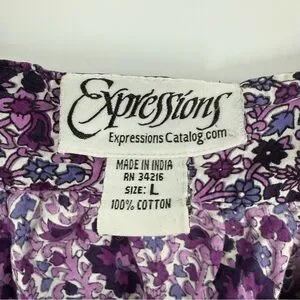 Expressions
ExpressionsCatalog.com
MADE IN INDIA
RN 34216
SIZE: L
100% COTTON